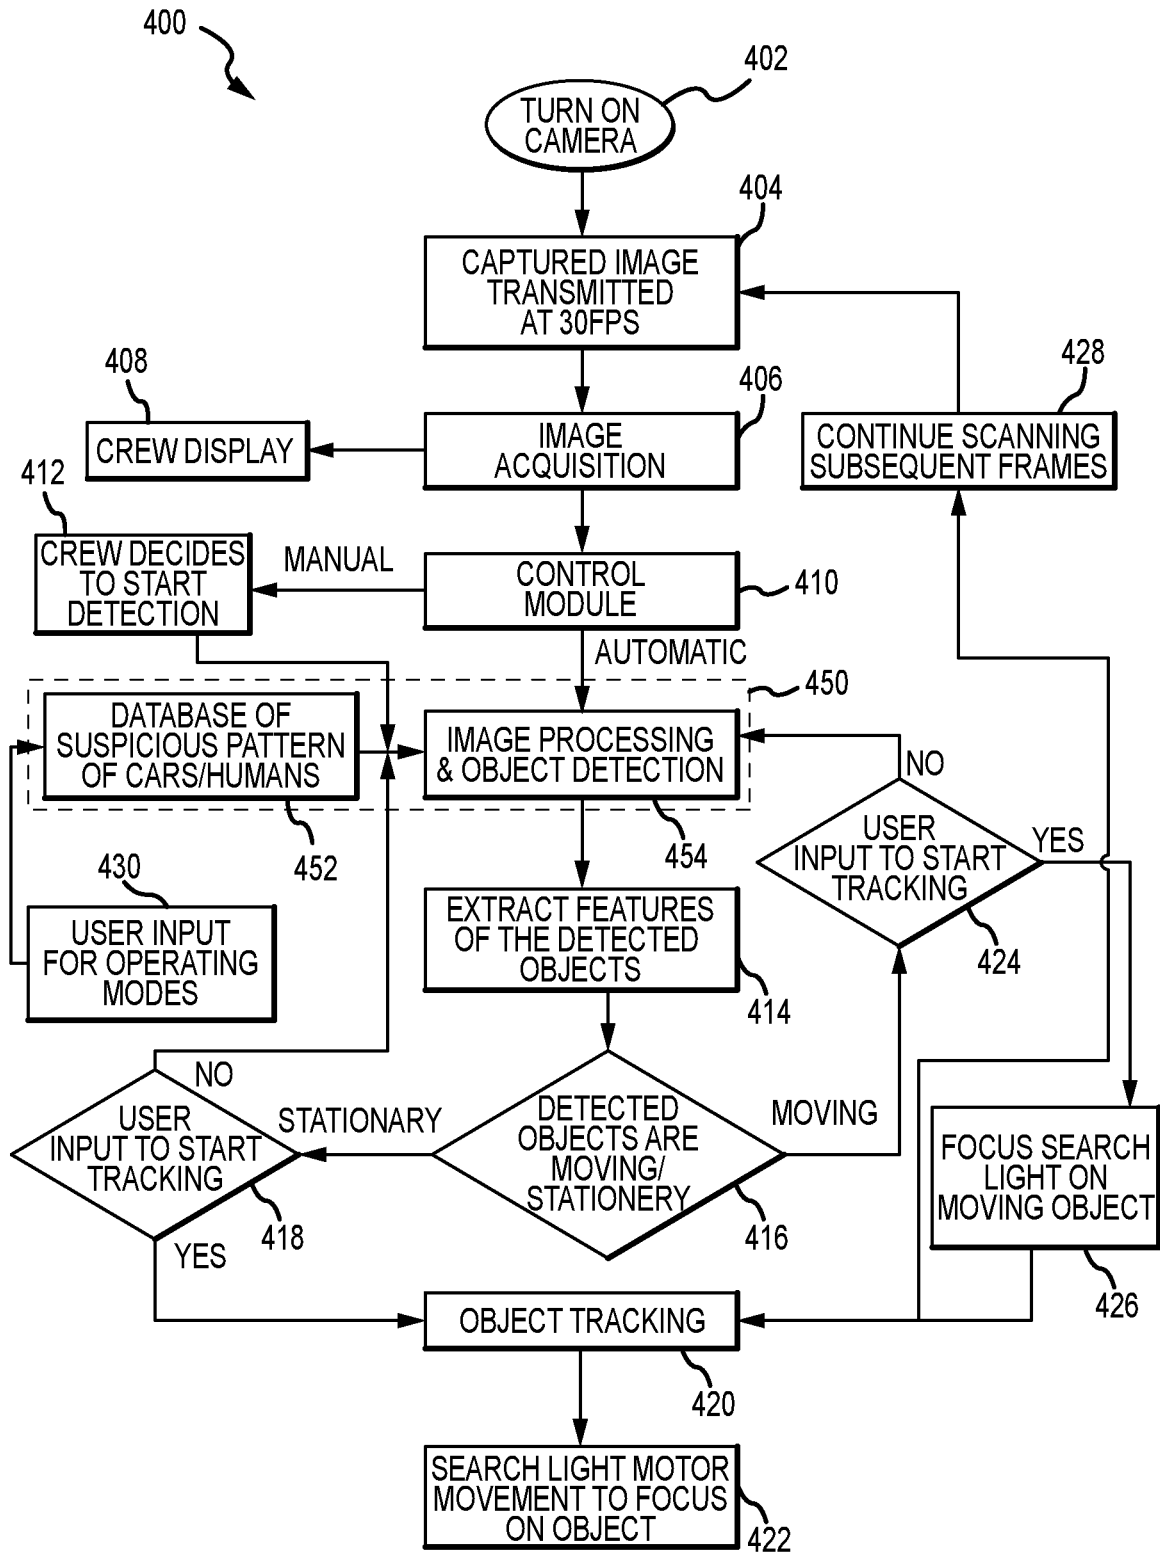 400
402
TURN ON
CAMERA
404
CAPTURED IMAGE
TRANSMITTED
AT 30FPS
408
406
428
CREW DISPLAY
IMAGE
ACQUISITION
CONTINUE SCANNING
SUBSEQUENT FRAMES
412
CREW DECIDES
TO START
DETECTION
MANUAL
CONTROL
MODULE
410
AUTOMATIC
450
DATABASE OF
SUSPICIOUS PATTERN
OF CARS/HUMANS
IMAGE PROCESSING
& OBJECT DETECTION
NO
452
454
USER
INPUT TO START
TRACKING
YES
430
USER INPUT
FOR OPERATING
MODES
EXTRACT FEATURES
OF THE DETECTED
OBJECTS
424
414
NO
USER
INPUT TO START
TRACKING
STATIONARY
DETECTED
OBJECTS ARE
MOVING/
STATIONERY
MOVING
FOCUS SEARCH
LIGHT ON
MOVING OBJECT
418
416
YES
426
OBJECT TRACKING
420
SEARCH LIGHT MOTOR
MOVEMENT TO FOCUS
ON OBJECT
422